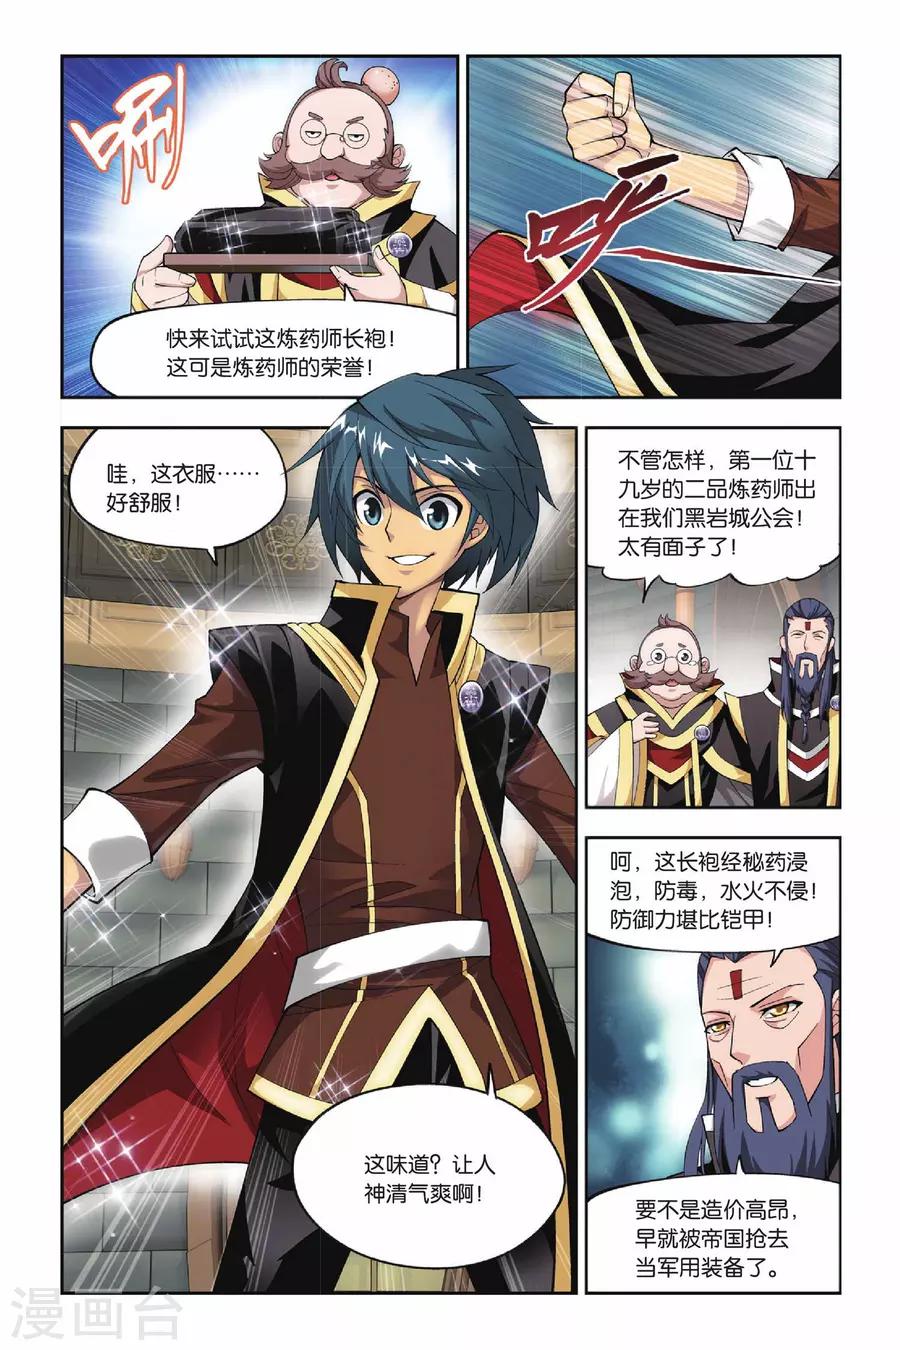 唰
快来试试这炼药师长袍！
这可是炼药师的荣誉！
哇，这衣服……
好舒服！
不管怎样，第一位十
九岁的二品炼药师出
在我们黑岩城公会！
太有面子了！
呵，这长袍经秘药浸
泡，防毒，水火不侵！
防御力堪比铠甲！
这味道？让人
神清气爽啊！
要不是造价高昂，
早就被帝国抢去
当军用装备了。
漫画台